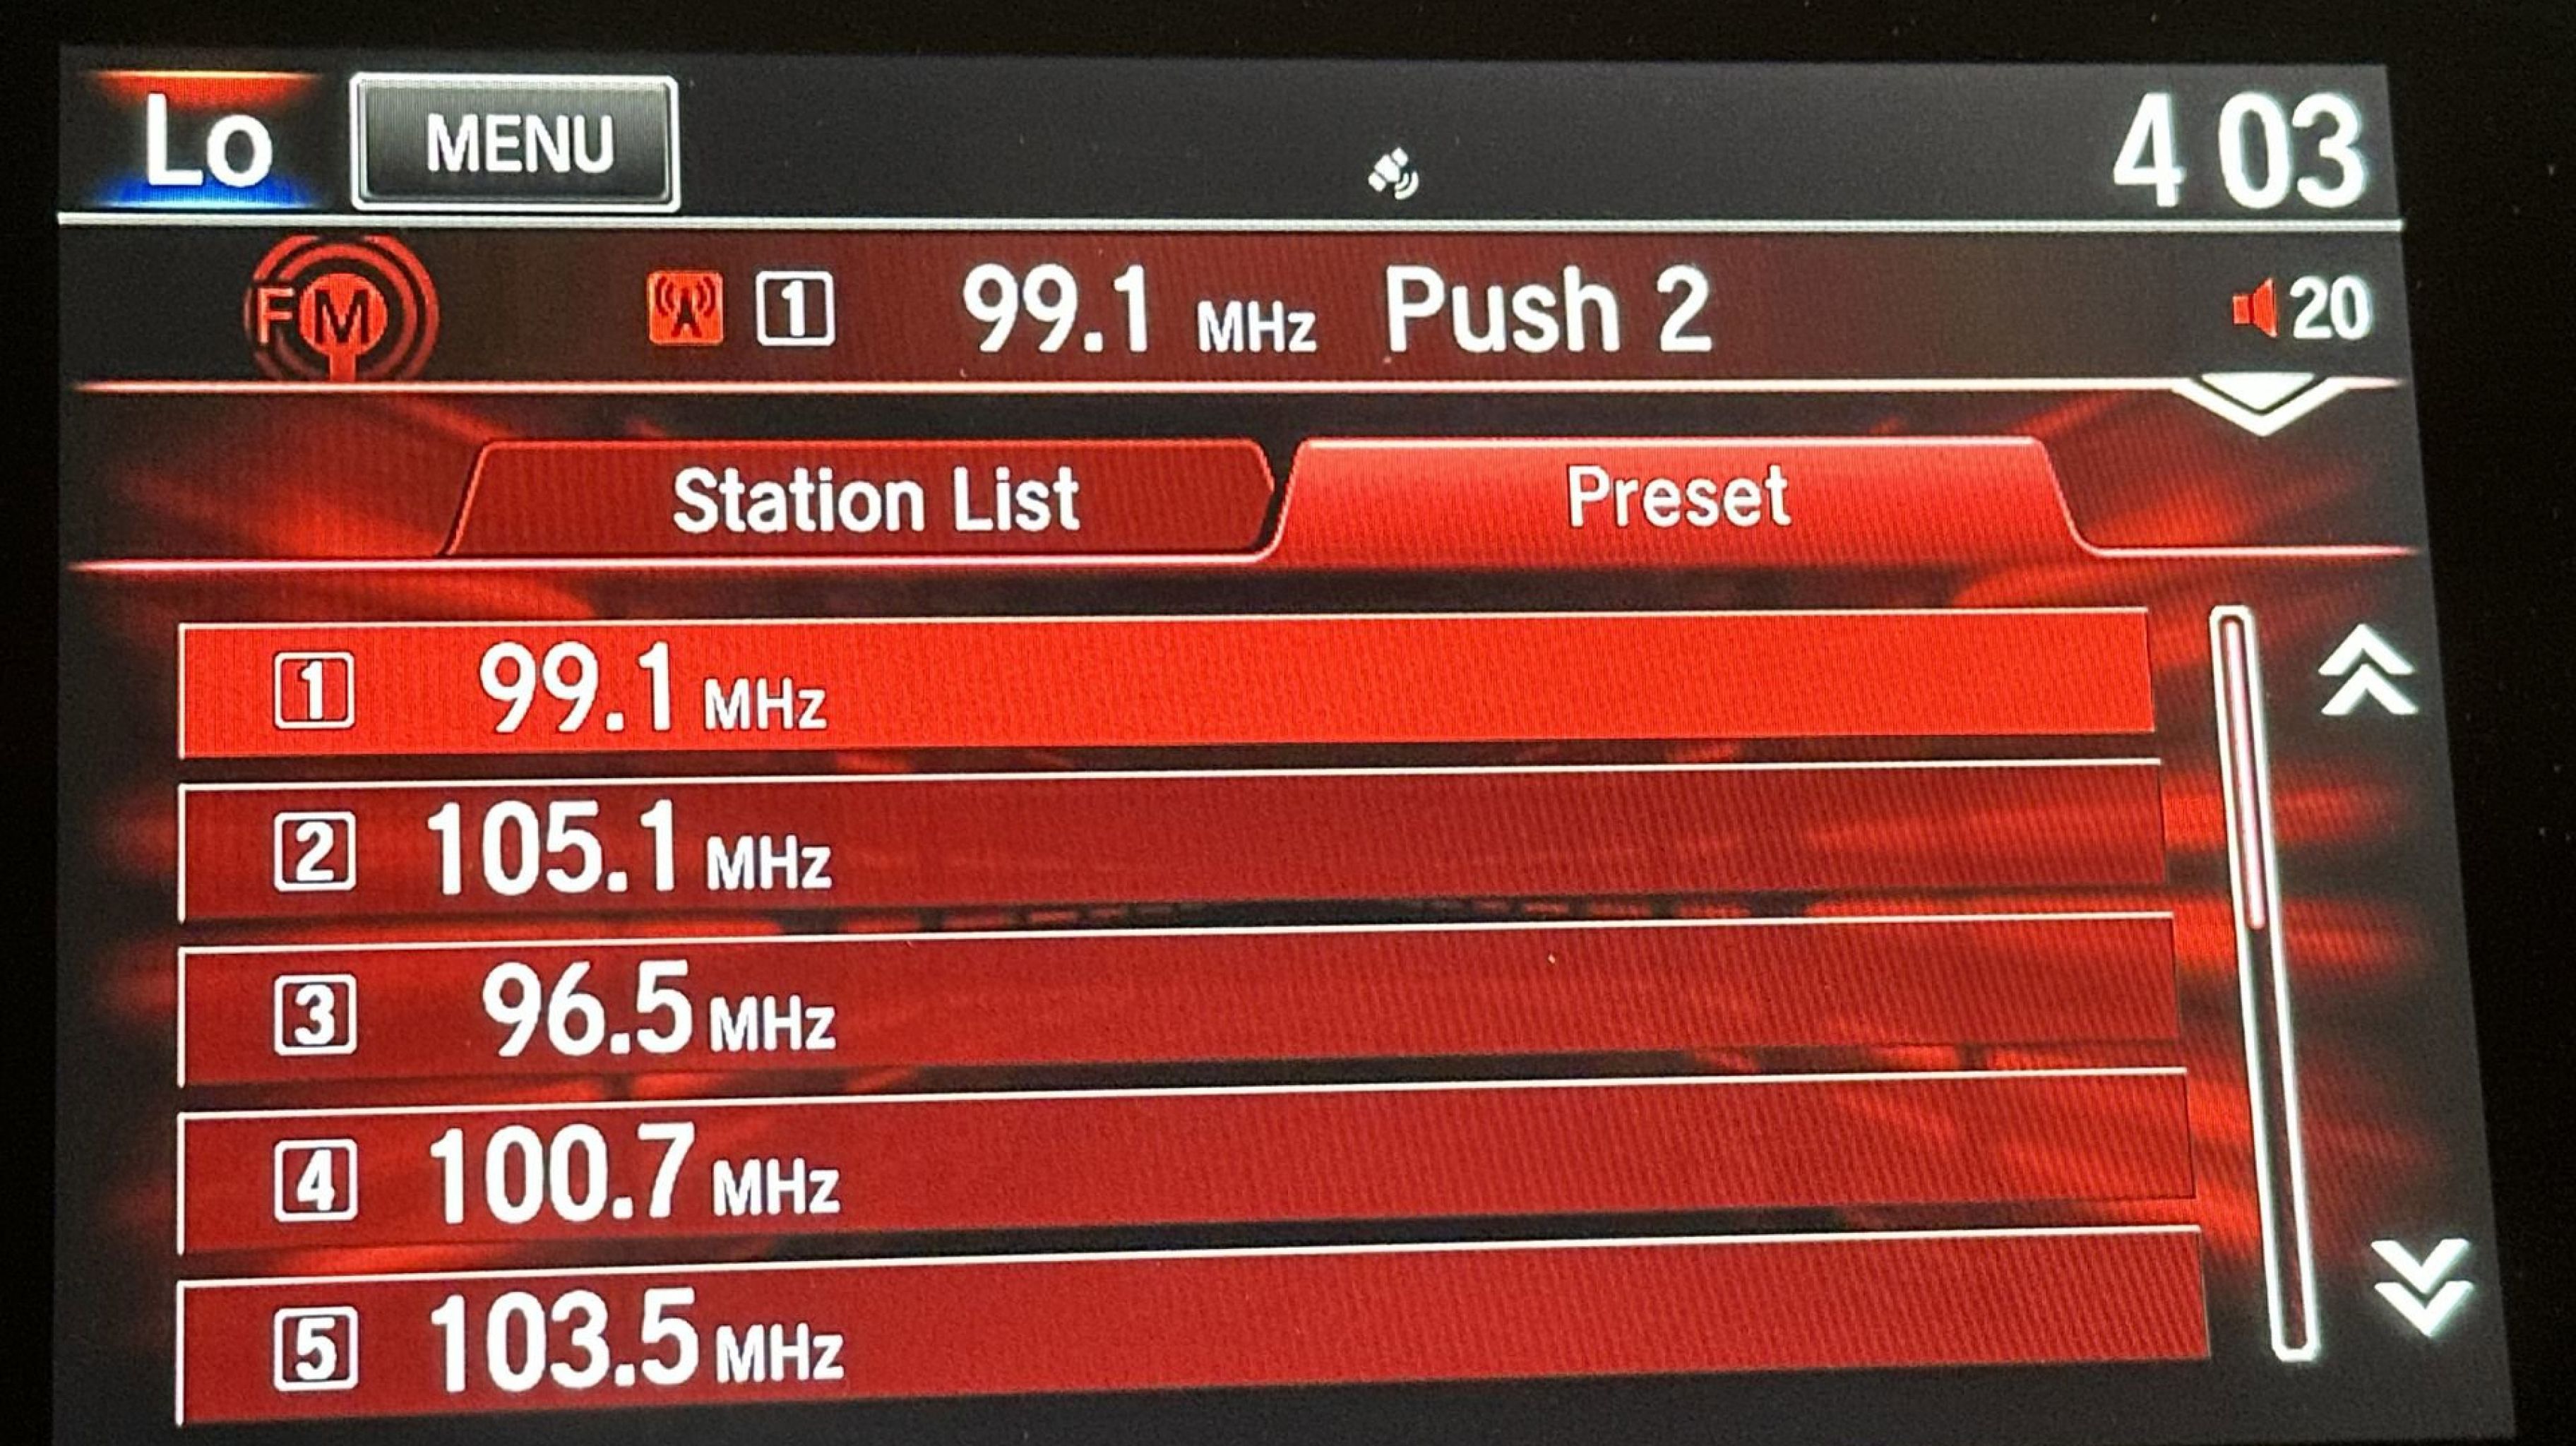 Lo MENU 4 03
FM 1 99.1 MHz Push 2 20
Station List Preset
1 99.1 MHz
2 105.1 MHz
3 96.5 MHz
4 100.7 MHz
5 103.5 MHz